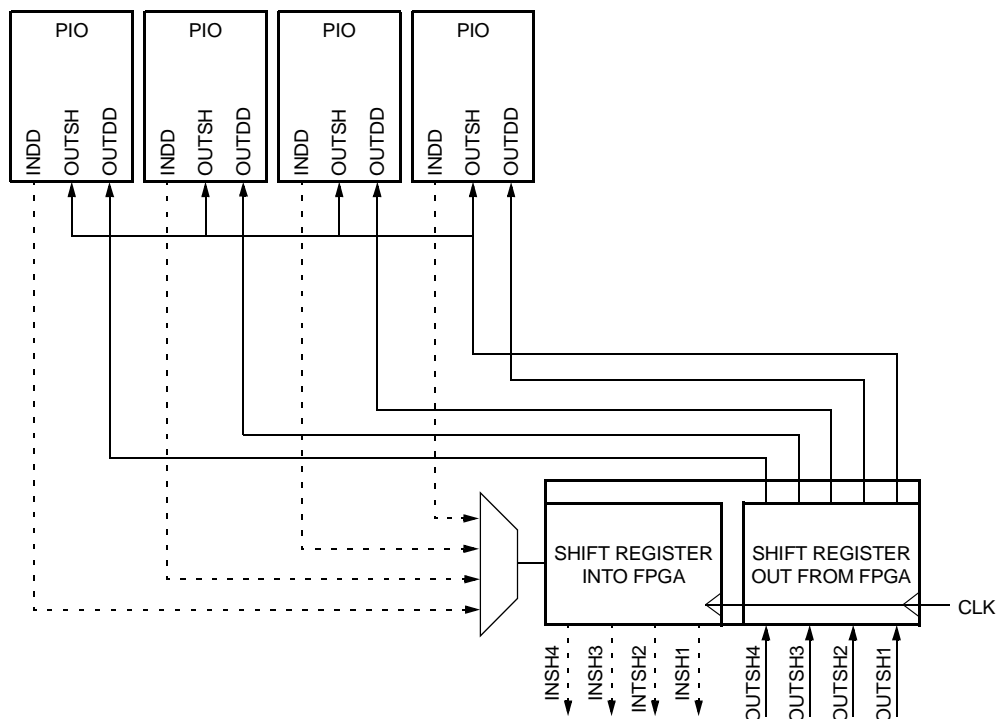 PIO
PIO
PIO
PIO
INDD
OUTSH
OUTDD
INDD
OUTSH
OUTDD
INDD
OUTSH
OUTDD
INDD
OUTSH
OUTDD
SHIFT REGISTER
INTO FPGA
SHIFT REGISTER
OUT FROM FPGA
CLK
INSH4
INSH3
INTSH2
INSH1
OUTSH4
OUTSH3
OUTSH2
OUTSH1